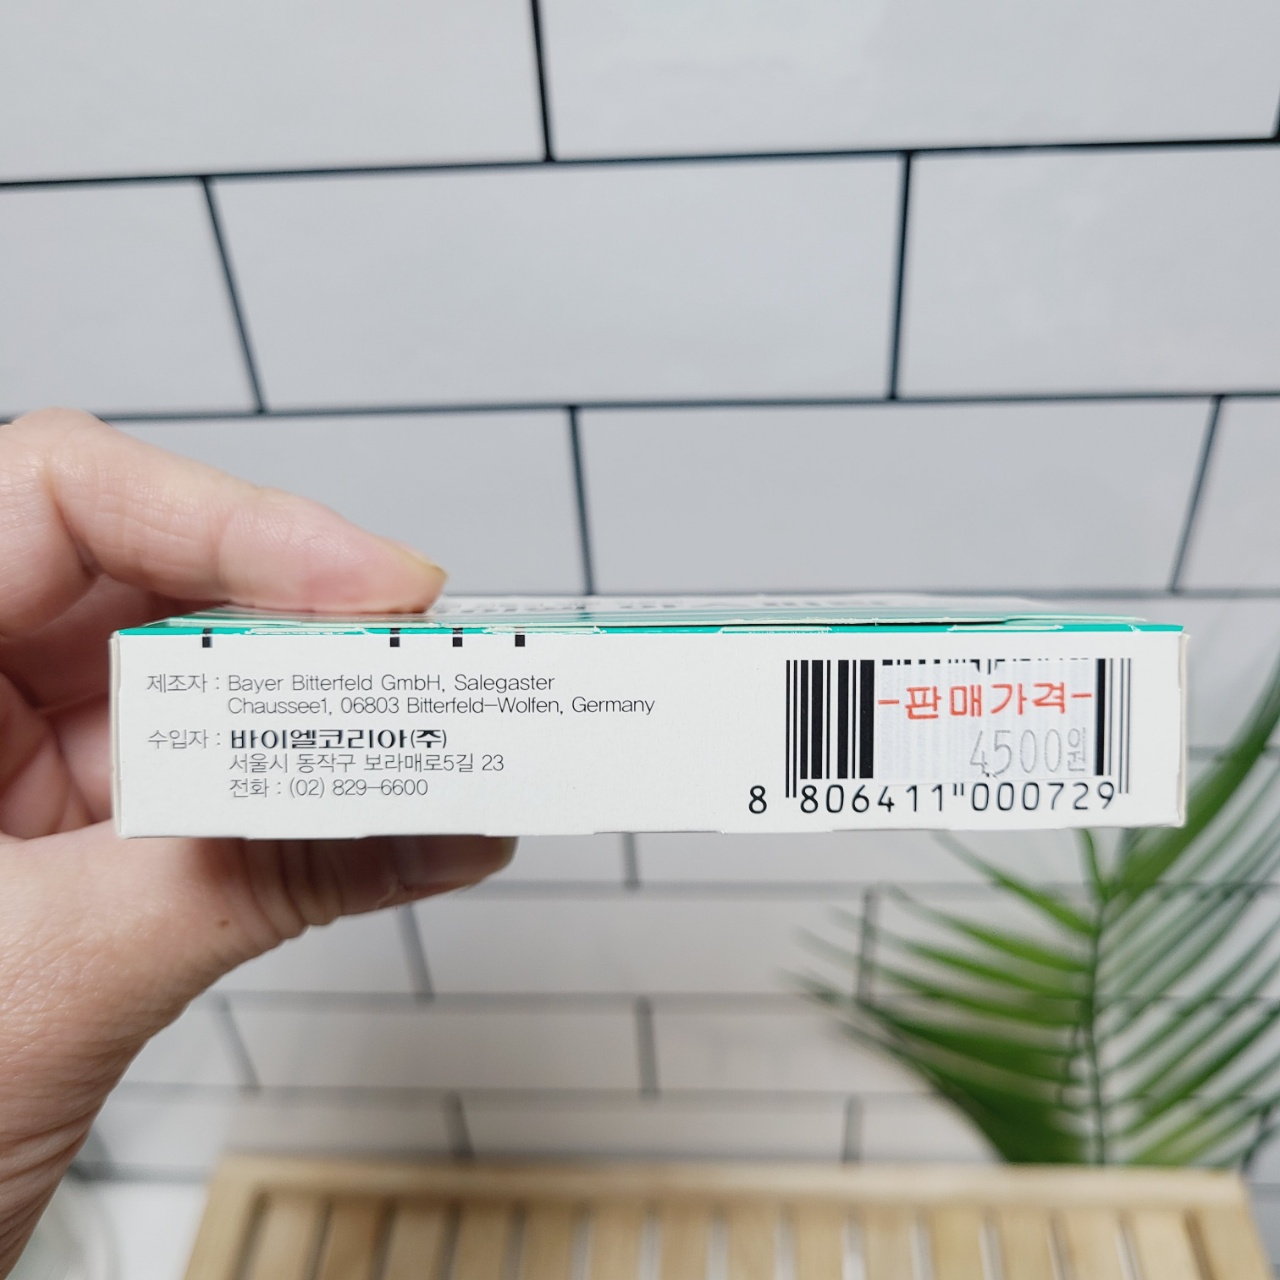 제조자 : Bayer Bitterfeld GmbH, Salegaster
Chaussee1, 06803 Bitterfeld-Wolfen, Germany
수입자 : 바이엘코리아(주)
서울시 동작구 보라매로5길 23
전화 : (02) 829-6600
-판매가격-
4500원
8 806411 000729